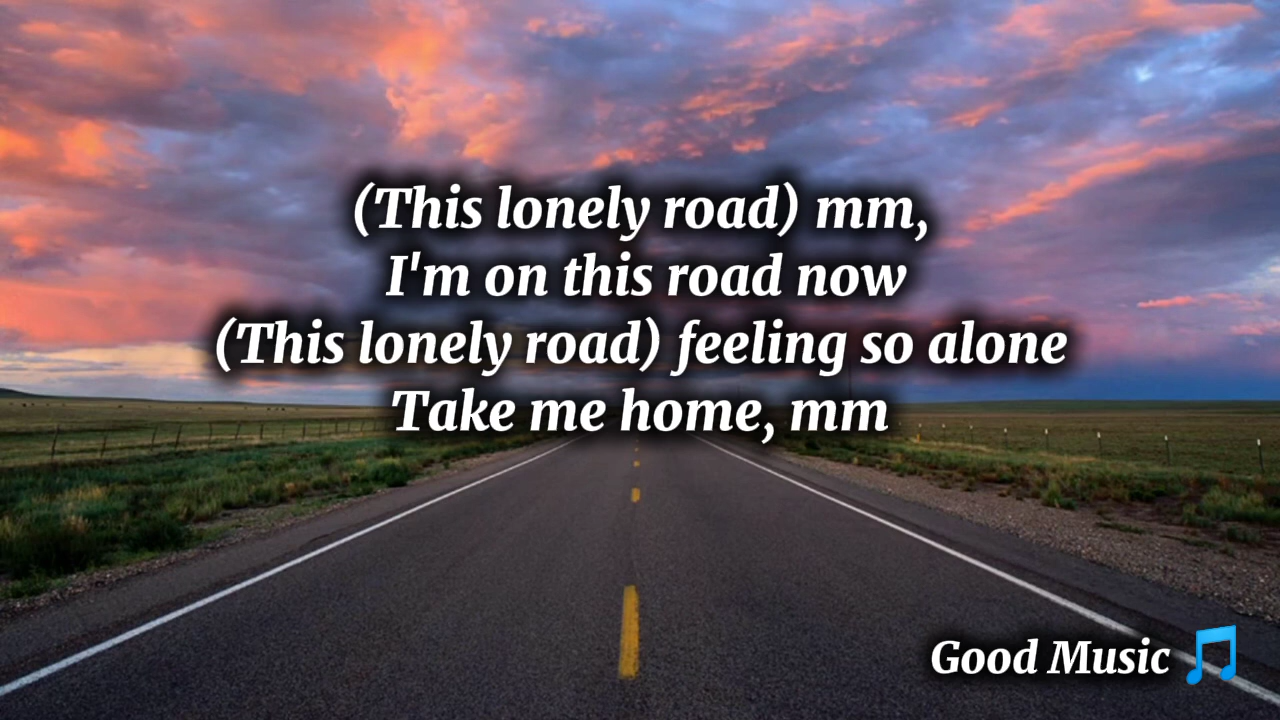 (This lonely road) mm,
I'm on this road now
(This lonely road) feeling so alone
Take me home, mm
Good Music